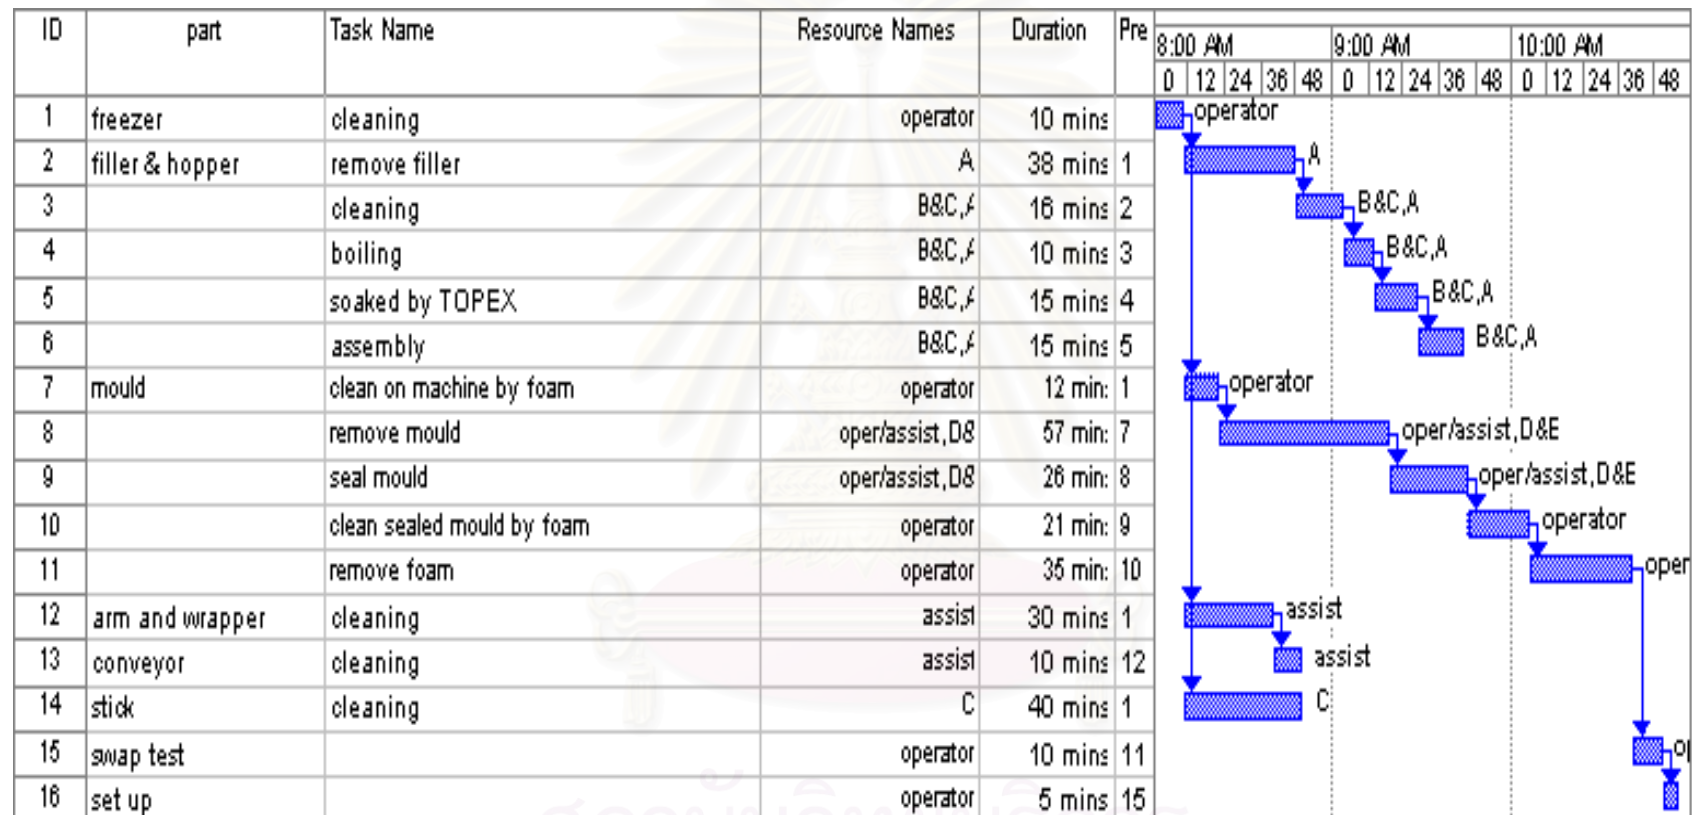 ID part Task Name Resource Names Duration Pre 8:00 AM 9:00 AM 10:00 AM
0 12 24 36 48 0 12 24 36 48 0 12 24 36 48
1 freezer cleaning operator 10 mins operator
2 filler & hopper remove filler A 38 mins 1 A
3 cleaning B&C,A 16 mins 2 B&C,A
4 boiling B&C,A 10 mins 3 B&C,A
5 soaked by TOPEX B&C,A 15 mins 4 B&C,A
6 assembly B&C,A 15 mins 5 B&C,A
7 mould clean on machine by foam operator 12 min: 1 operator
8 remove mould oper/assist,D& 57 min: 7 oper/assist,D&E
9 seal mould oper/assist,D& 26 min: 8 oper/assist,D&E
10 clean sealed mould by foam operator 21 min: 9 operator
11 remove foam operator 35 min: 10 oper
12 arm and wrapper cleaning assist 30 mins 1 assist
13 conveyor cleaning assist 10 mins 12 assist
14 stick cleaning C 40 mins 1 C
15 swap test operator 10 mins 11 op
16 set up operator 5 mins 15